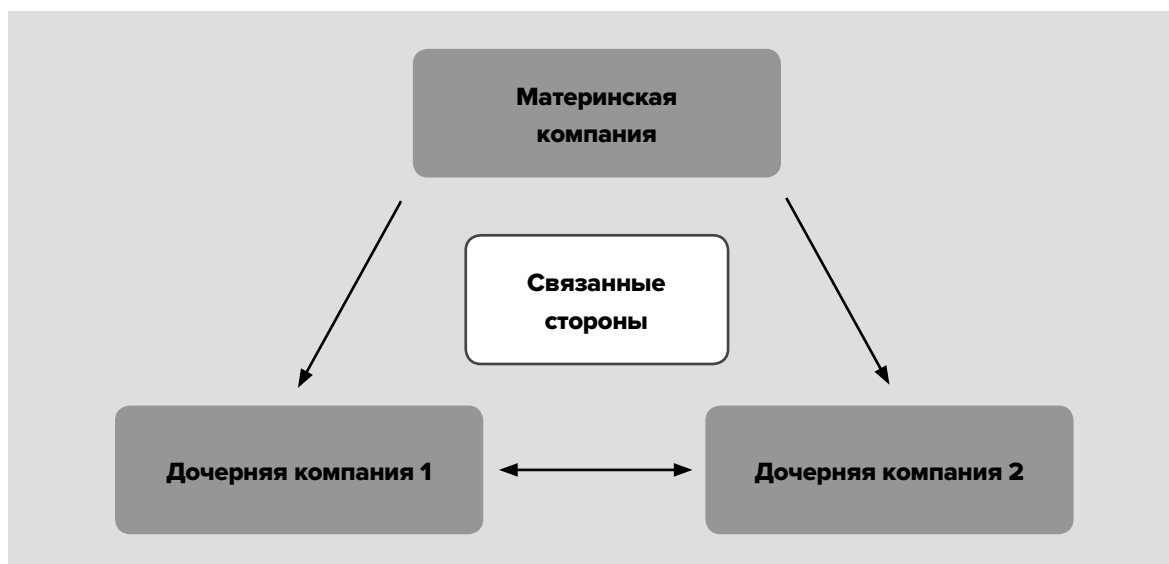 Материнская
компания
Связанные
стороны
Дочерняя компания 1
Дочерняя компания 2